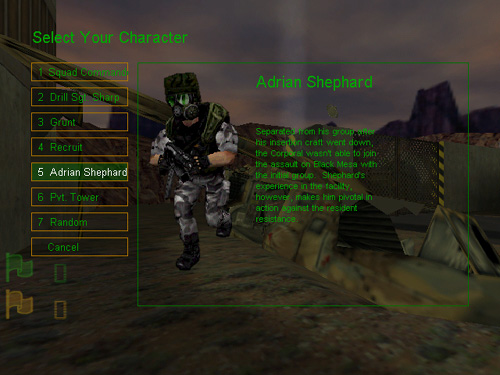 Select Your Character
1 Squad Command
2 Drill Sgt. Sharp
3 Grunt
4 Recruit
5 Adrian Shephard
6 Pvt. Tower
7 Random
Cancel
Adrian Shephard
Separated from his group after
his insertion craft went down,
the Corporal wasn't able to join
the assault on Black Mesa with
the initial group. Shephard's
experience in the facility,
however, makes him pivotal in
action against the resident
resistance.